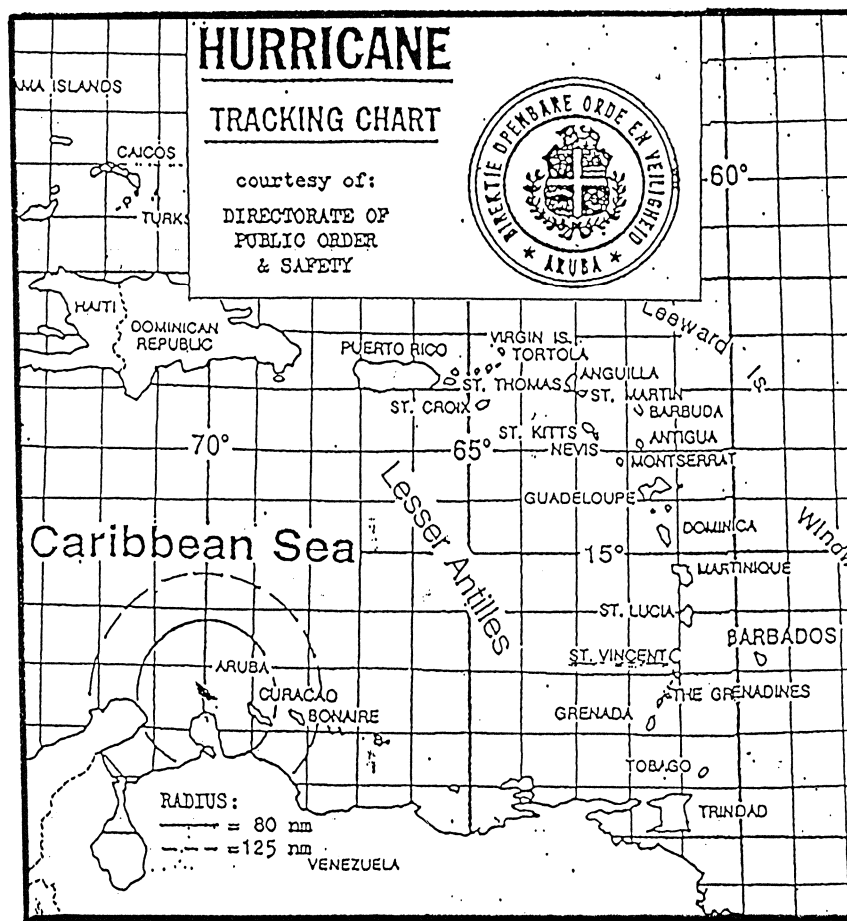 HURRICANE
TRACKING CHART
courtesy of:
DIRECTORATE OF
PUBLIC ORDER
& SAFETY
★ DIREKTIE OPENBARE ORDE EN VEILIGHEID ★
ARUBA
AMA ISLANDS
CAICOS
TURKS
60°
HAITI
DOMINICAN
REPUBLIC
PUERTO RICO
VIRGIN IS.
TORTOLA
ST. THOMAS
ST. CROIX
Leeward Is
ANGUILLA
ST. MARTIN
BARBUDA
ST. KITTS
NEVIS
ANTIGUA
MONTSERRAT
70°
65°
GUADELOUPE
Lesser Antilles
DOMINICA
Windw
Caribbean Sea
15°
MARTINIQUE
ST. LUCIA
BARBADOS
ST. VINCENT
ARUBA
CURACAO
BONAIRE
THE GRENADINES
GRENADA
TOBAGO
TRINDAD
RADIUS:
= 80 nm
=125 nm
VENEZUELA